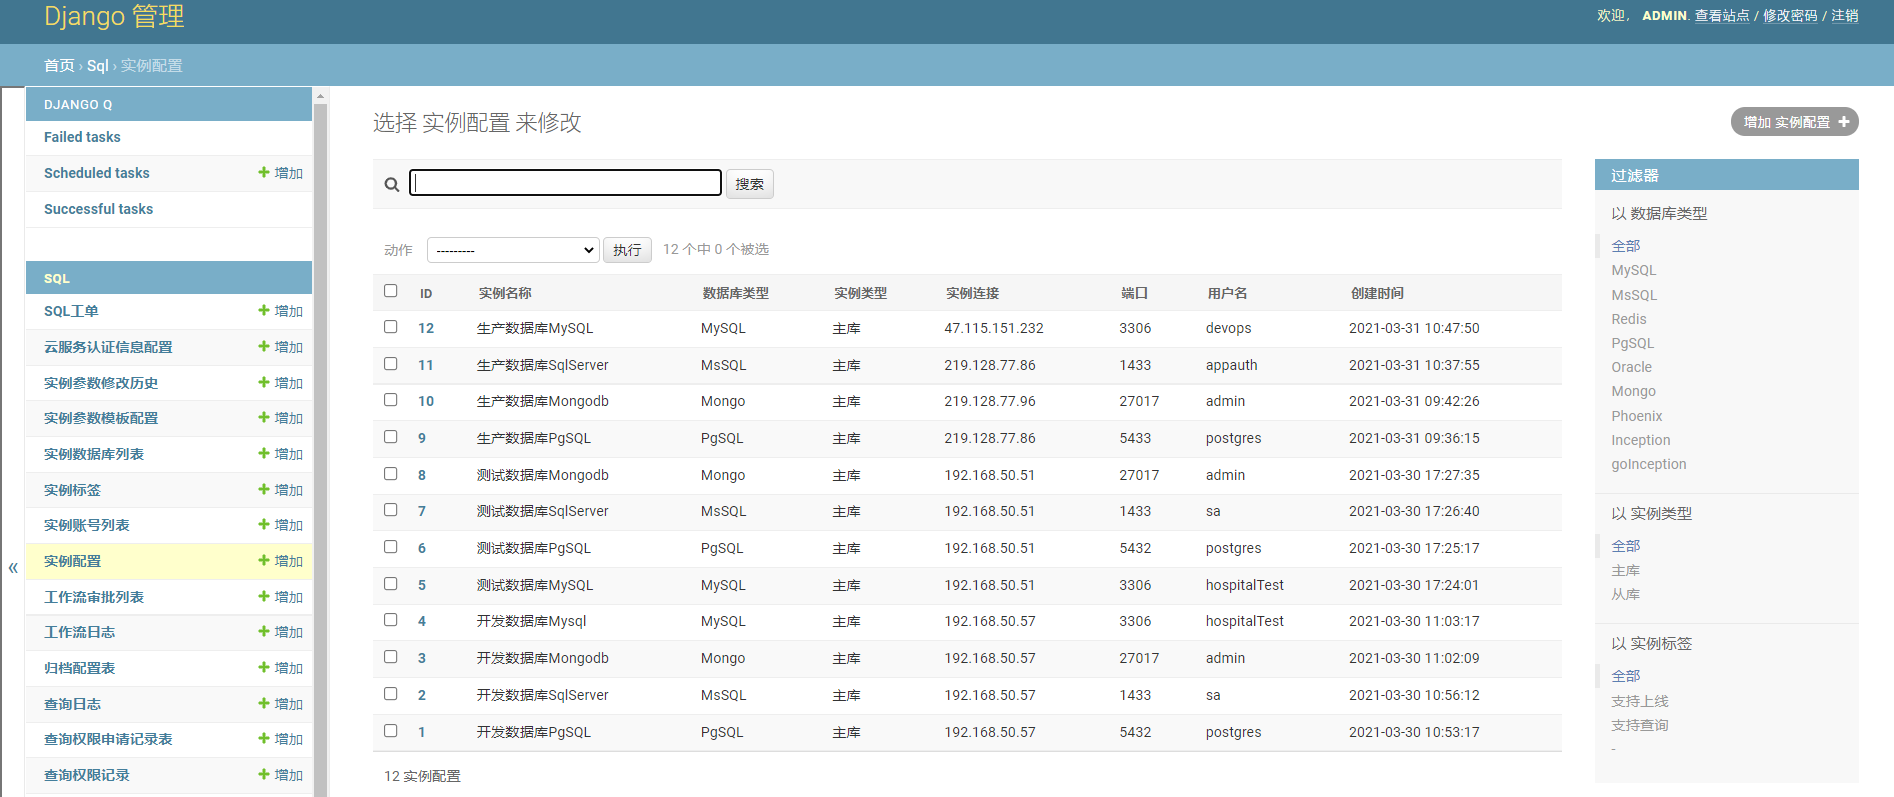 Django 管理
欢迎， ADMIN. 查看站点 / 修改密码 / 注销
首页 › Sql › 实例配置
DJANGO Q
Failed tasks
Scheduled tasks 增加
Successful tasks
SQL
SQL工单 增加
云服务认证信息配置 增加
实例参数修改历史 增加
实例参数模板配置 增加
实例数据库列表 增加
实例标签 增加
实例账号列表 增加
实例配置 增加
工作流审批列表 增加
工作流日志 增加
归档配置表 增加
查询日志 增加
查询权限申请记录表 增加
查询权限记录 增加
«
选择 实例配置 来修改
增加 实例配置
搜索
动作 --------- 执行 12 个中 0 个被选
ID 实例名称 数据库类型 实例类型 实例连接 端口 用户名 创建时间
12 生产数据库MySQL MySQL 主库 47.115.151.232 3306 devops 2021-03-31 10:47:50
11 生产数据库SqlServer MsSQL 主库 219.128.77.86 1433 appauth 2021-03-31 10:37:55
10 生产数据库Mongodb Mongo 主库 219.128.77.96 27017 admin 2021-03-31 09:42:26
9 生产数据库PgSQL PgSQL 主库 219.128.77.86 5433 postgres 2021-03-31 09:36:15
8 测试数据库Mongodb Mongo 主库 192.168.50.51 27017 admin 2021-03-30 17:27:35
7 测试数据库SqlServer MsSQL 主库 192.168.50.51 1433 sa 2021-03-30 17:26:40
6 测试数据库PgSQL PgSQL 主库 192.168.50.51 5432 postgres 2021-03-30 17:25:17
5 测试数据库MySQL MySQL 主库 192.168.50.51 3306 hospitalTest 2021-03-30 17:24:01
4 开发数据库Mysql MySQL 主库 192.168.50.57 3306 hospitalTest 2021-03-30 11:03:17
3 开发数据库Mongodb Mongo 主库 192.168.50.57 27017 admin 2021-03-30 11:02:09
2 开发数据库SqlServer MsSQL 主库 192.168.50.57 1433 sa 2021-03-30 10:56:12
1 开发数据库PgSQL PgSQL 主库 192.168.50.57 5432 postgres 2021-03-30 10:53:17
12 实例配置
过滤器
以 数据库类型
全部
MySQL
MsSQL
Redis
PgSQL
Oracle
Mongo
Phoenix
Inception
goInception
以 实例类型
全部
主库
从库
以 实例标签
全部
支持上线
支持查询
-